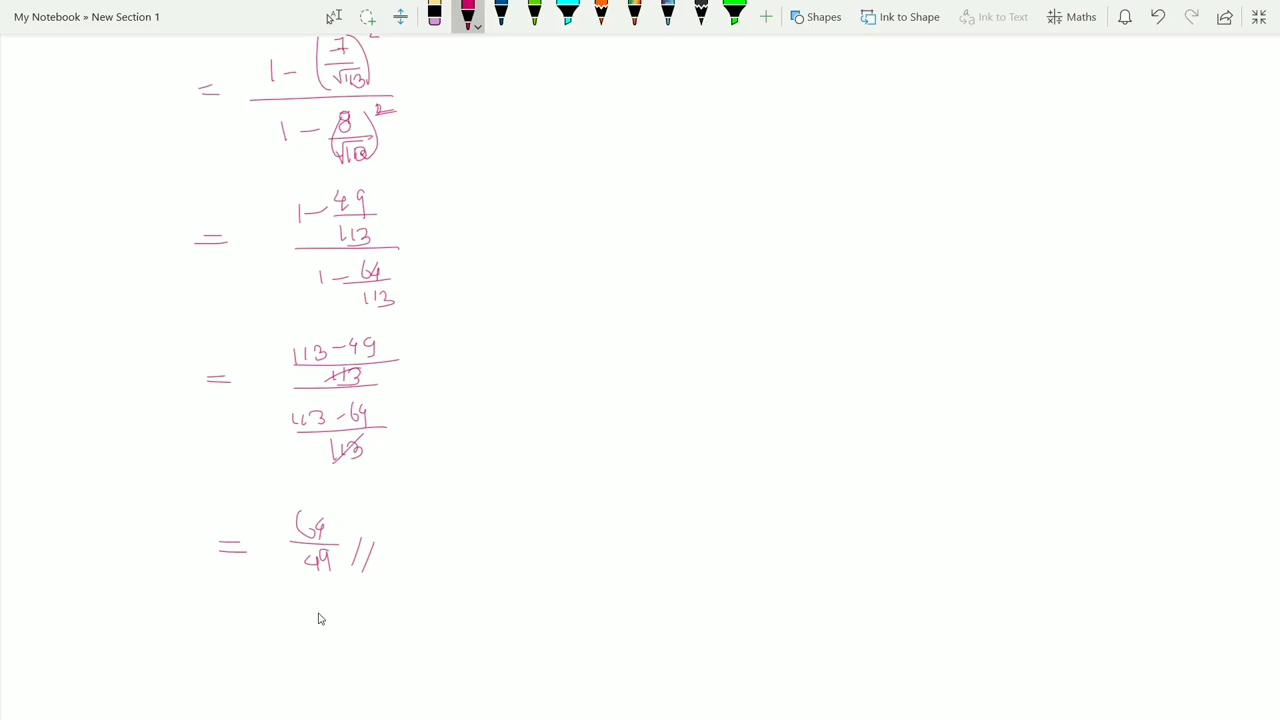 My Notebook » New Section 1
Shapes
Ink to Shape
Ink to Text
Maths
1 - (7/√113)²
= ―――
1 - (8/√113)²
1 - 49/113
= ―――
1 - 64/113
113 - 49
113
= ―――
113 - 64
113
= 64/49 //